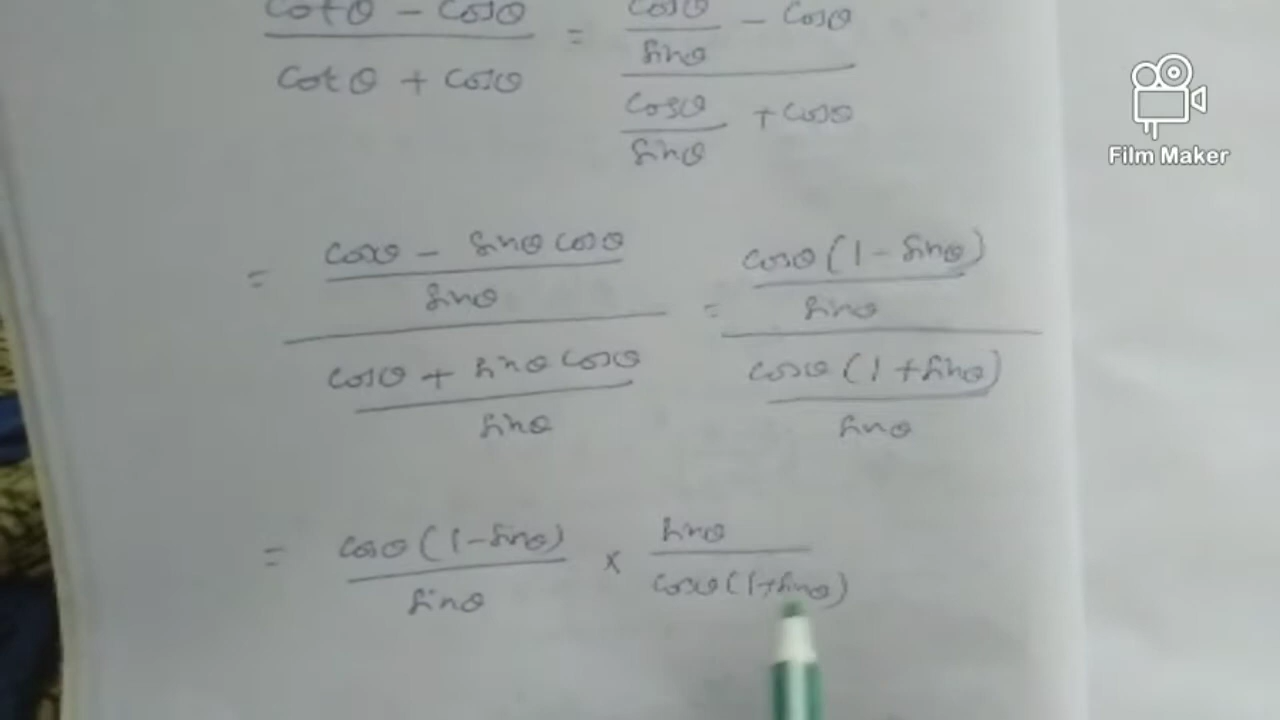 (cotθ - cosθ)/(cotθ + cosθ) = (cosθ/sinθ - cosθ)/(cosθ/sinθ + cosθ)
Film Maker
= ((cosθ - sinθ cosθ)/sinθ)/((cosθ + sinθ cosθ)/sinθ) = (cosθ(1 - sinθ)/sinθ)/(cosθ(1 + sinθ)/sinθ)
= cosθ(1 - sinθ)/sinθ × sinθ/cosθ(1 + sinθ)